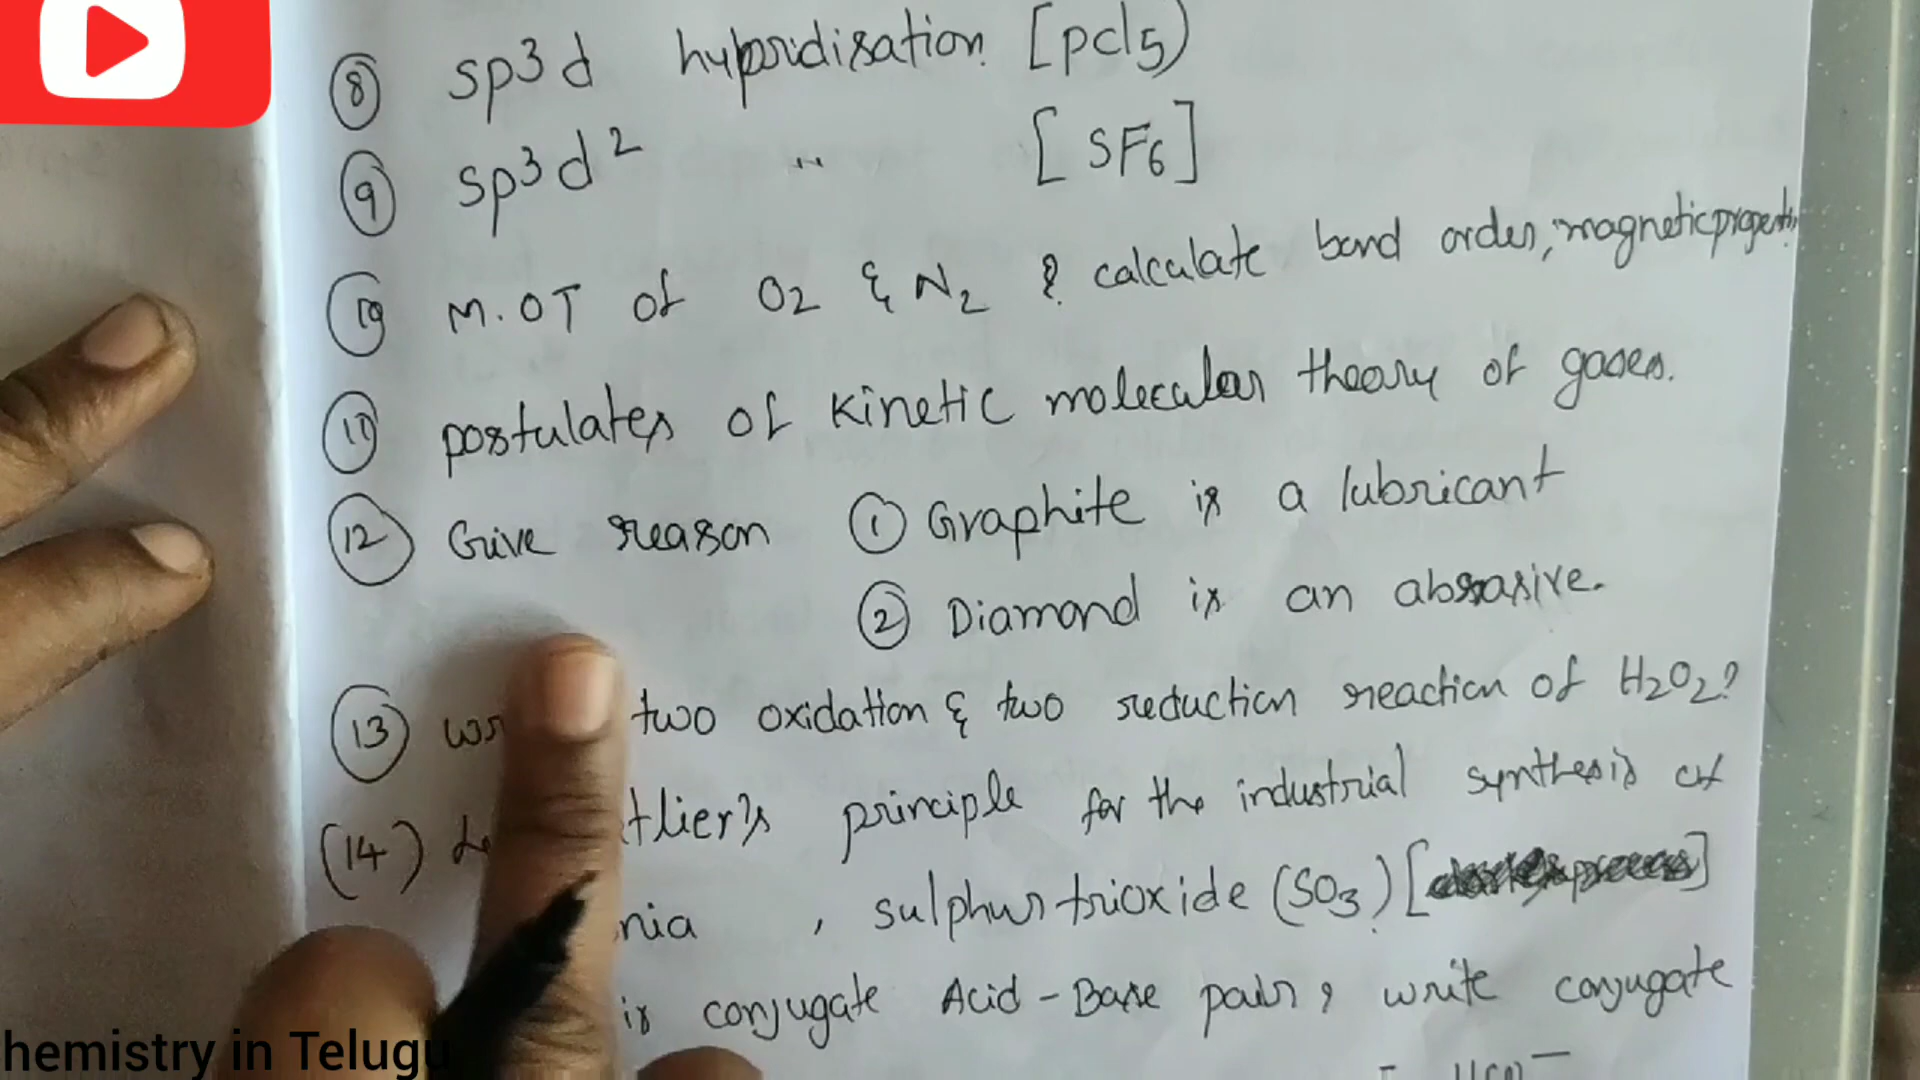 8 sp3d hybridisation [pcl5)
9 sp3d2 " [SF6]
10 M.OT of O2 & N2 ? calculate bond order, magnetic properti
11 postulates of Kinetic molecular theory of gases.
12 Give reason 1 Graphite is a lubricant
2 Diamond is an abrasive.
13 two oxidation & two reduction reaction of H2O2?
(14) principle for the industrial synthesis of
, sulphur trioxide (SO3) [ ]
is conjugate Acid-Base pair, write conjugate
hemistry in Telugu